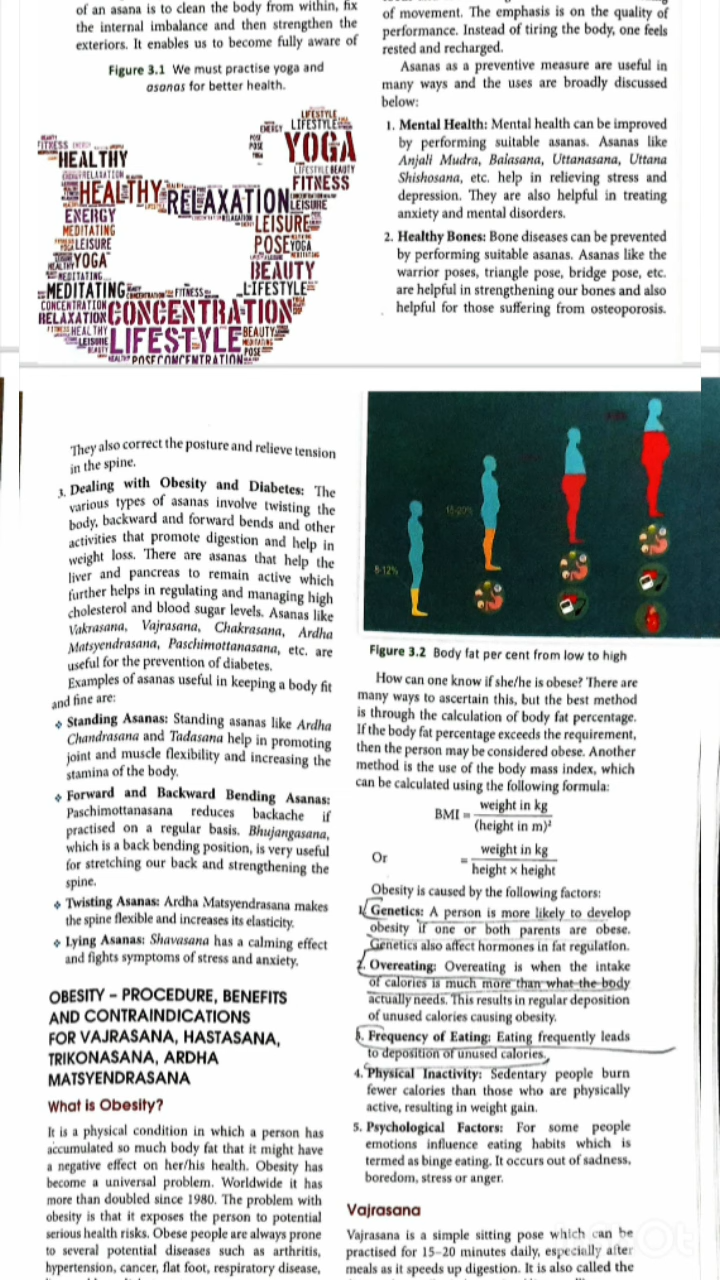 of an asana is to clean the body from within, fix
the internal imbalance and then strengthen the
exteriors. It enables us to become fully aware of
Figure 3.1 We must practise yoga and
asanas for better health.
LIFESTYLE
ENERGY LIFESTYLE
POSE
POSE
YOGA
FITNESS
HEALTHY
LIFESTYLE BEAUTY
RELAXATION
FITNESS
HEALTHY RELAXATION LEISURE
ENERGY
LEISURE
MEDITATING
LEISURE
POSE YOGA
YOGA
BEAUTY
MEDITATING
MEDITATING FITNESS LIFESTYLE
CONCENTRATION
RELAXATION CONCENTRATION
HEALTHY
LEISURE LIFESTYLE BEAUTY
MEDITATING
BEAUTY
POSE
HEALTHY POSE CONCENTRATION
of movement. The emphasis is on the quality of
performance. Instead of tiring the body, one feels
rested and recharged.
Asanas as a preventive measure are useful in
many ways and the uses are broadly discussed
below:
1. Mental Health: Mental health can be improved
by performing suitable asanas. Asanas like
Anjali Mudra, Balasana, Uttanasana, Uttana
Shishosana, etc. help in relieving stress and
depression. They are also helpful in treating
anxiety and mental disorders.
2. Healthy Bones: Bone diseases can be prevented
by performing suitable asanas. Asanas like the
warrior poses, triangle pose, bridge pose, etc.
are helpful in strengthening our bones and also
helpful for those suffering from osteoporosis.
They also correct the posture and relieve tension
in the spine.
3. Dealing with Obesity and Diabetes: The
various types of asanas involve twisting the
body, backward and forward bends and other
activities that promote digestion and help in
weight loss. There are asanas that help the
liver and pancreas to remain active which
further helps in regulating and managing high
cholesterol and blood sugar levels. Asanas like
Vakrasana, Vajrasana, Chakrasana, Ardha
Matsyendrasana, Paschimottanasana, etc. are
useful for the prevention of diabetes.
Examples of asanas useful in keeping a body fit
and fine are:
❖ Standing Asanas: Standing asanas like Ardha
Chandrasana and Tadasana help in promoting
joint and muscle flexibility and increasing the
stamina of the body.
❖ Forward and Backward Bending Asanas:
Paschimottanasana reduces backache if
practised on a regular basis. Bhujangasana,
which is a back bending position, is very useful
for stretching our back and strengthening the
spine.
❖ Twisting Asanas: Ardha Matsyendrasana makes
the spine flexible and increases its elasticity.
❖ Lying Asanas: Shavasana has a calming effect
and fights symptoms of stress and anxiety.
OBESITY – PROCEDURE, BENEFITS
AND CONTRAINDICATIONS
FOR VAJRASANA, HASTASANA,
TRIKONASANA, ARDHA
MATSYENDRASANA
What is Obesity?
It is a physical condition in which a person has
accumulated so much body fat that it might have
a negative effect on her/his health. Obesity has
become a universal problem. Worldwide it has
more than doubled since 1980. The problem with
obesity is that it exposes the person to potential
serious health risks. Obese people are always prone
to several potential diseases such as arthritis,
hypertension, cancer, flat foot, respiratory disease,
Figure 3.2 Body fat per cent from low to high
How can one know if she/he is obese? There are
many ways to ascertain this, but the best method
is through the calculation of body fat percentage.
If the body fat percentage exceeds the requirement,
then the person may be considered obese. Another
method is the use of the body mass index, which
can be calculated using the following formula:
BMI = weight in kg
(height in m)²
Or = weight in kg
height × height
Obesity is caused by the following factors:
1. Genetics: A person is more likely to develop
obesity if one or both parents are obese.
Genetics also affect hormones in fat regulation.
2. Overeating: Overeating is when the intake
of calories is much more than what the body
actually needs. This results in regular deposition
of unused calories causing obesity.
3. Frequency of Eating: Eating frequently leads
to deposition of unused calories.
4. Physical Inactivity: Sedentary people burn
fewer calories than those who are physically
active, resulting in weight gain.
5. Psychological Factors: For some people
emotions influence eating habits which is
termed as binge eating. It occurs out of sadness,
boredom, stress or anger.
Vajrasana
Vajrasana is a simple sitting pose which can be
practised for 15–20 minutes daily, especially after
meals as it speeds up digestion. It is also called the